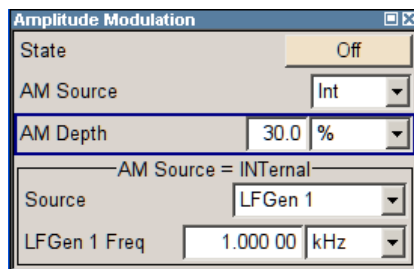 Amplitude Modulation
State Off
AM Source Int
AM Depth 30.0 %
AM Source = INTernal
Source LFGen 1
LFGen 1 Freq 1.000 00 kHz